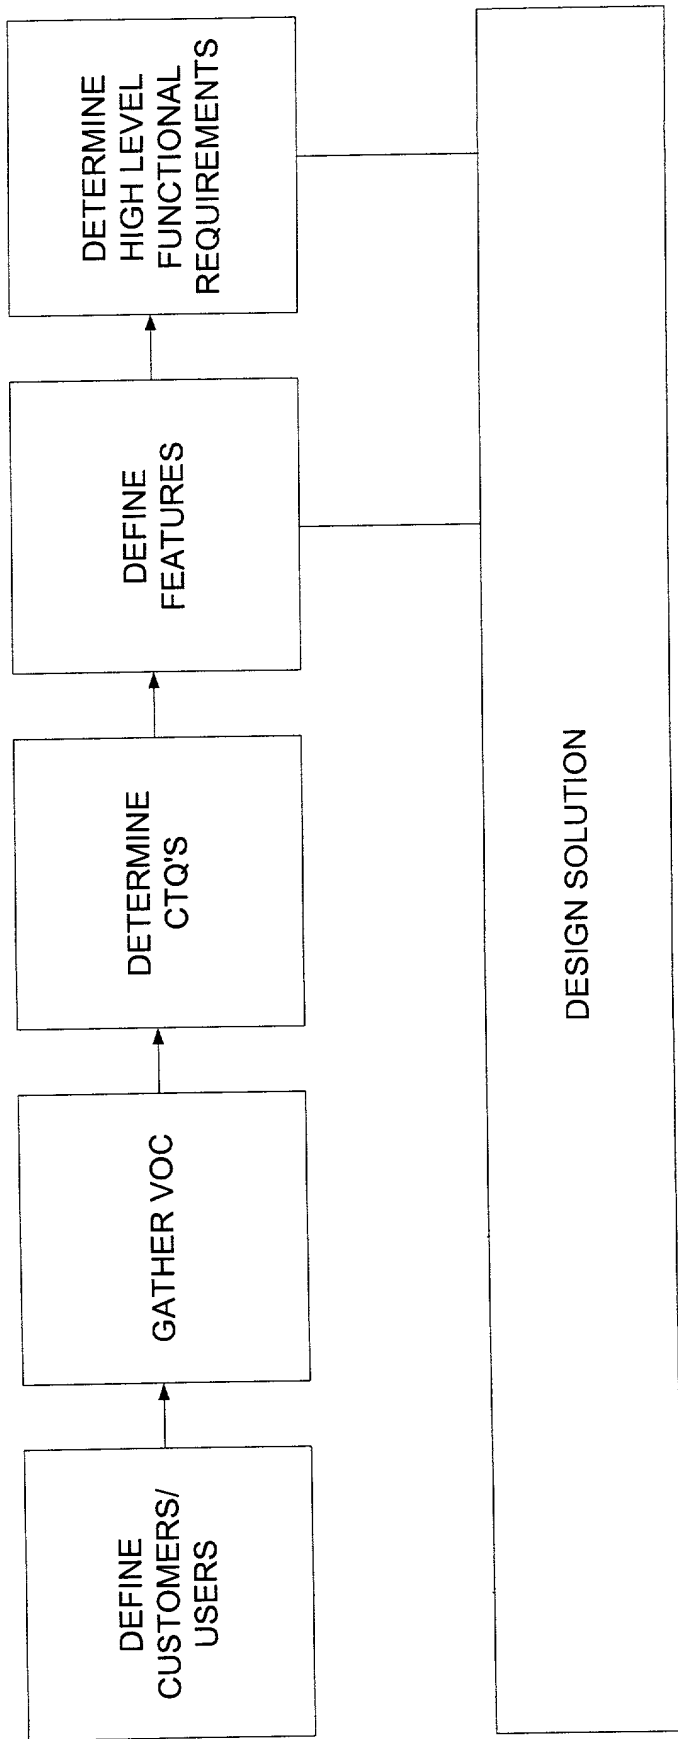 DEFINE
CUSTOMERS/
USERS
GATHER VOC
DETERMINE
CTQ'S
DEFINE
FEATURES
DETERMINE
HIGH LEVEL
FUNCTIONAL
REQUIREMENTS
DESIGN SOLUTION